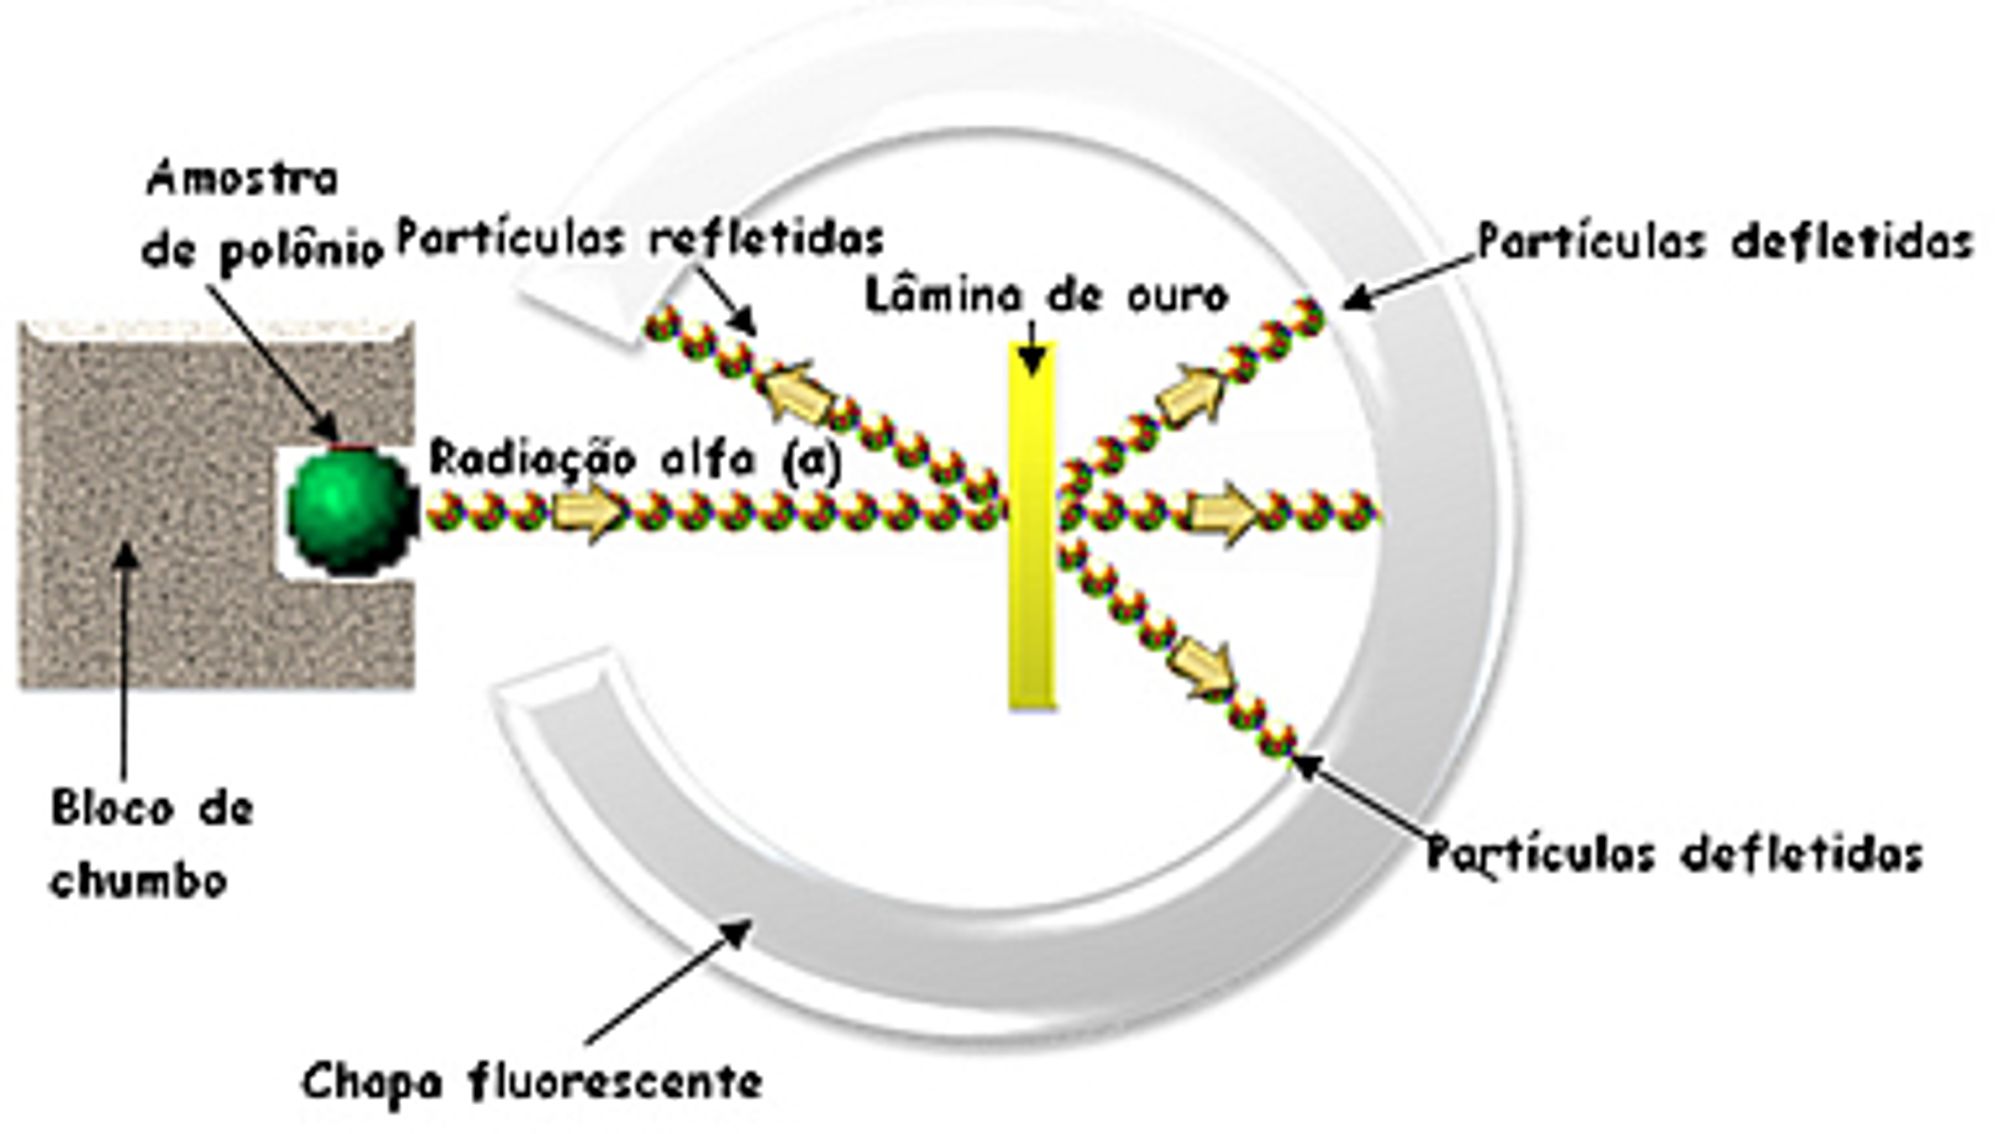 Amostra
de polônio
Partículas refletidas
Lâmina de ouro
Partículas defletidas
Radiação alfa (α)
Bloco de
chumbo
Partículas defletidas
Chapa fluorescente